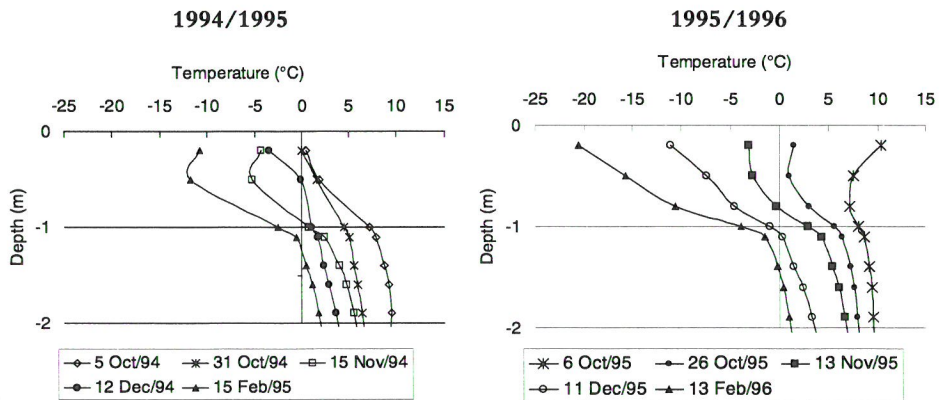 1994/1995
Temperature (°C)
-25 -20 -15 -10 -5 0 5 10 15
0
-1
-2
Depth (m)
5 Oct/94 31 Oct/94 15 Nov/94
12 Dec/94 15 Feb/95
1995/1996
Temperature (°C)
-25 -20 -15 -10 -5 0 5 10 15
0
-1
-2
Depth (m)
6 Oct/95 26 Oct/95 13 Nov/95
11 Dec/95 13 Feb/96